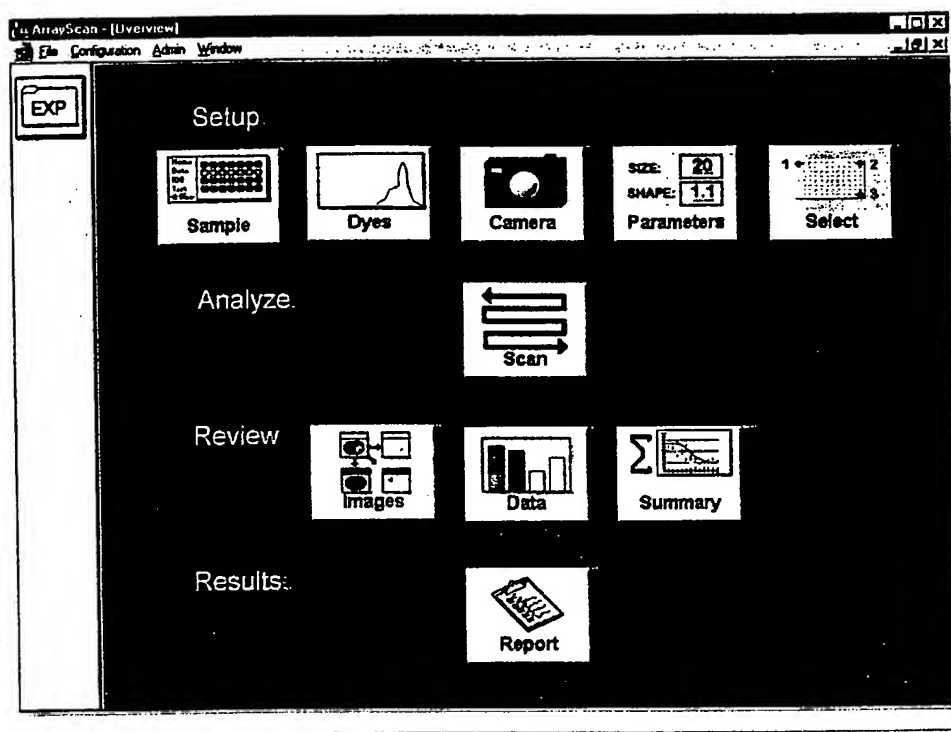 ArrayScan - [Overview]
File Configuration Admin Window
EXP
Setup.
SIZE: 20
SHAPE: 1.1
1 2
3
Sample Dyes Camera Parameters Select
Analyze.
Scan
Review
Σ
Images Data Summary
Results:
Report